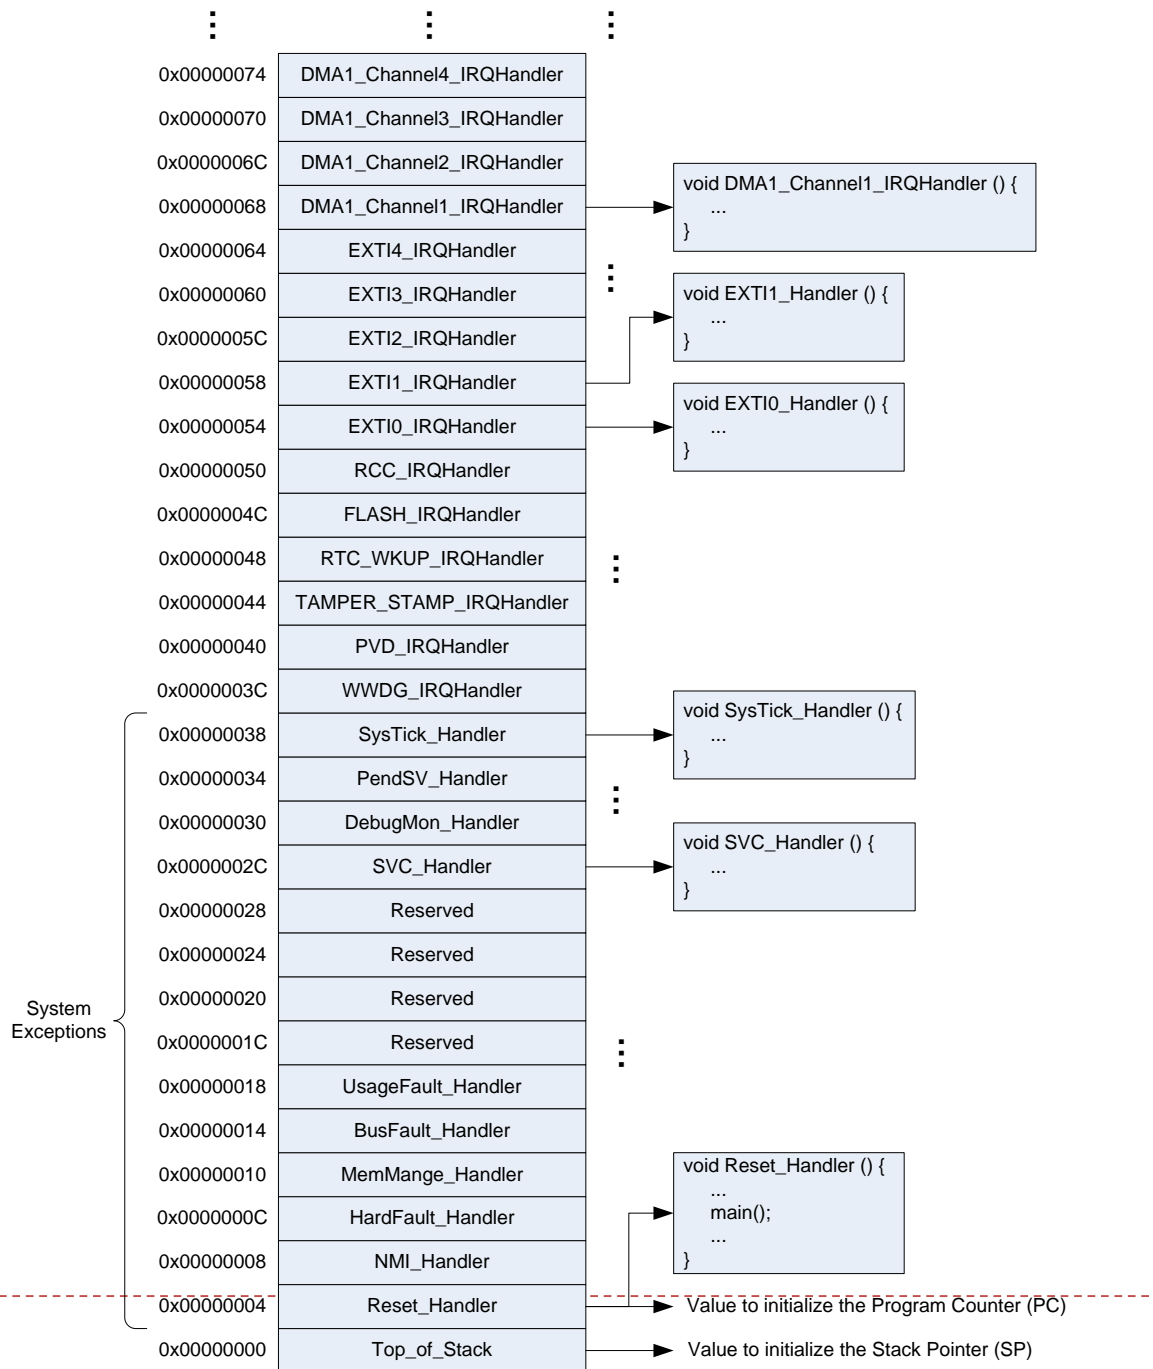 0x00000074 DMA1_Channel4_IRQHandler
0x00000070 DMA1_Channel3_IRQHandler
0x0000006C DMA1_Channel2_IRQHandler
0x00000068 DMA1_Channel1_IRQHandler
void DMA1_Channel1_IRQHandler () {
...
}
0x00000064 EXTI4_IRQHandler
0x00000060 EXTI3_IRQHandler
void EXTI1_Handler () {
...
}
0x0000005C EXTI2_IRQHandler
0x00000058 EXTI1_IRQHandler
0x00000054 EXTI0_IRQHandler
void EXTI0_Handler () {
...
}
0x00000050 RCC_IRQHandler
0x0000004C FLASH_IRQHandler
0x00000048 RTC_WKUP_IRQHandler
0x00000044 TAMPER_STAMP_IRQHandler
0x00000040 PVD_IRQHandler
0x0000003C WWDG_IRQHandler
0x00000038 SysTick_Handler
void SysTick_Handler () {
...
}
0x00000034 PendSV_Handler
0x00000030 DebugMon_Handler
0x0000002C SVC_Handler
void SVC_Handler () {
...
}
0x00000028 Reserved
0x00000024 Reserved
0x00000020 Reserved
0x0000001C Reserved
System
Exceptions
0x00000018 UsageFault_Handler
0x00000014 BusFault_Handler
0x00000010 MemMange_Handler
0x0000000C HardFault_Handler
0x00000008 NMI_Handler
void Reset_Handler () {
...
main();
...
}
0x00000004 Reset_Handler Value to initialize the Program Counter (PC)
0x00000000 Top_of_Stack Value to initialize the Stack Pointer (SP)